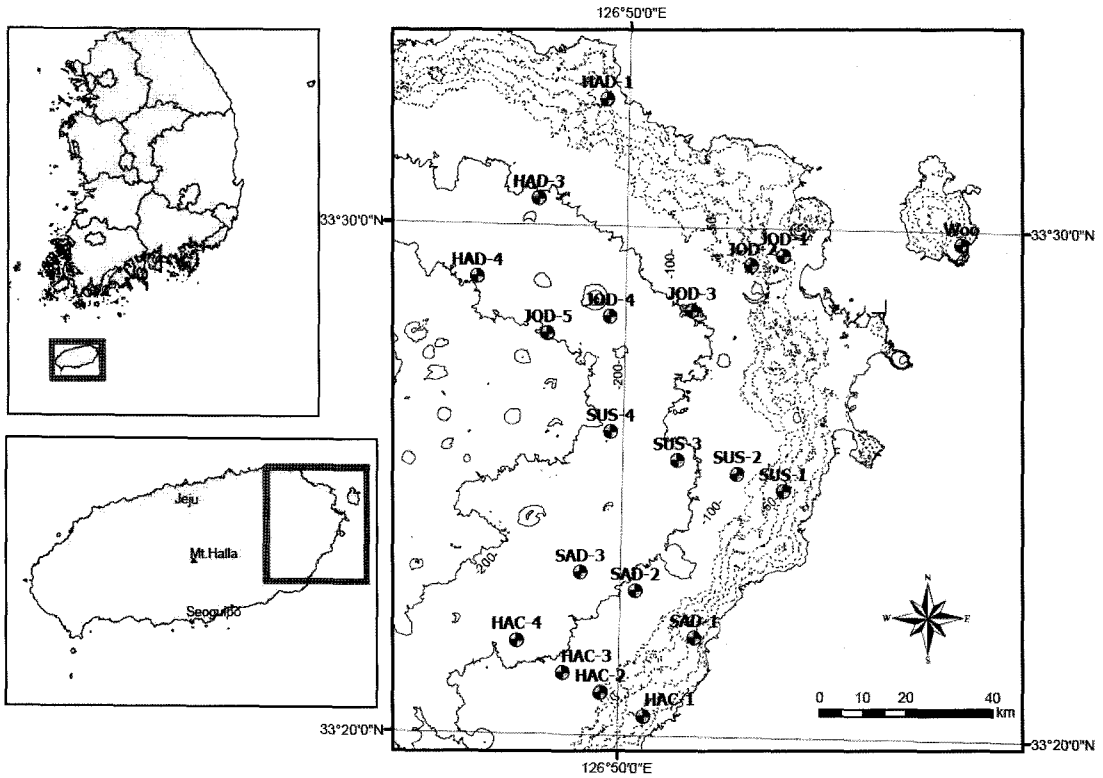 126°50'0"E
HAD-1
HAD-3
33°30'0"N
33°30'0"N
Woo
JOD-1
JOD-2
-50-
HAD-4
-100-
JOD-4
JOD-3
JOD-5
-200-
SUS-4
SUS-3
SUS-2
SUS-1
-50-
-100-
Jeju
Mt.Halla
Seoguipo
200-
SAD-3
SAD-2
SAD-1
HAC-4
HAC-3
HAC-2
HAC-1
N
W
E
S
0 10 20 40
km
33°20'0"N
33°20'0"N
126°50'0"E